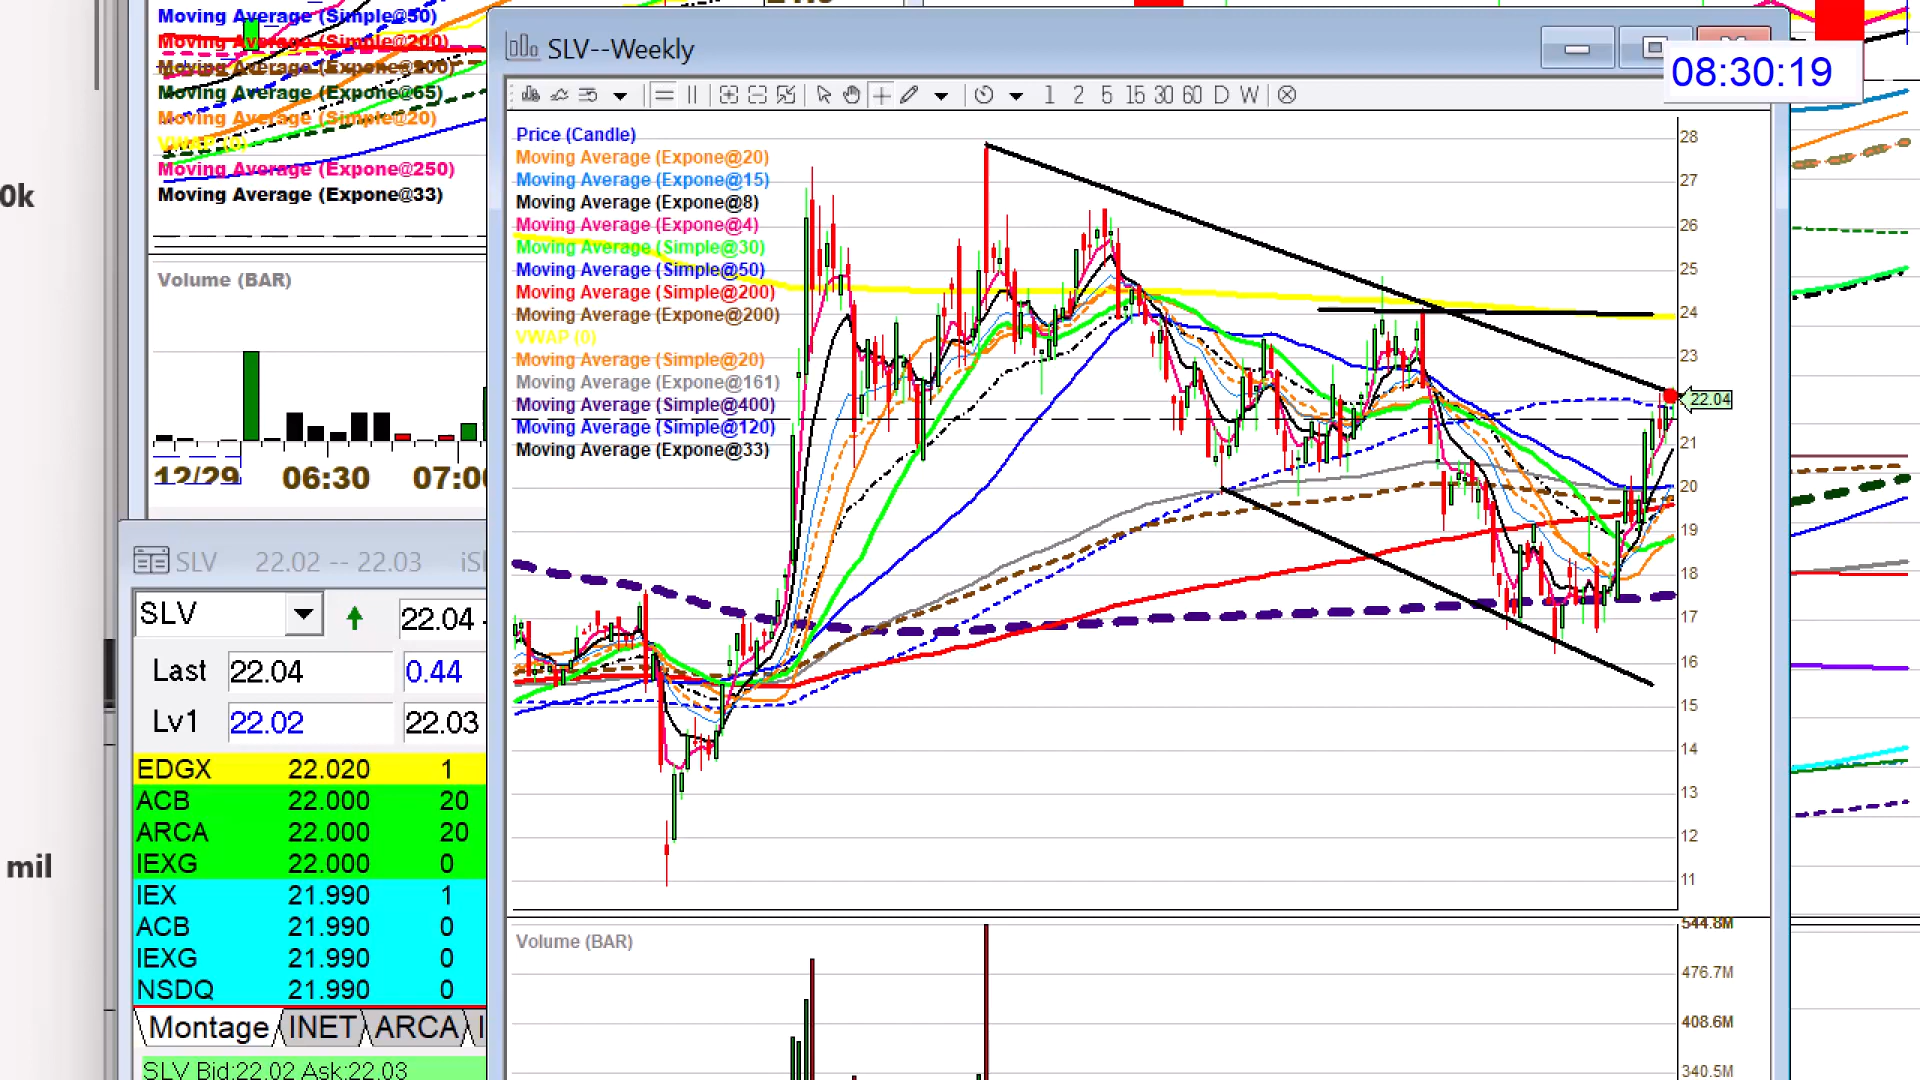 Moving Average (Simple@50)
Moving Average (Simple@200)
Moving Average (Expone@200)
Moving Average (Expone@65)
Moving Average (Simple@20)
VWAP (0)
Moving Average (Expone@250)
Moving Average (Expone@33)
0k
Volume (BAR)
12/29 06:30
mil
SLV--Weekly
08:30:19
1 2 5 15 30 60 D W
Price (Candle)
Moving Average (Expone@20)
Moving Average (Expone@15)
Moving Average (Expone@8)
Moving Average (Expone@4)
Moving Average (Simple@30)
Moving Average (Simple@50)
Moving Average (Simple@200)
Moving Average (Expone@200)
VWAP (0)
Moving Average (Simple@20)
Moving Average (Expone@161)
Moving Average (Simple@400)
Moving Average (Simple@120)
Moving Average (Expone@33)
28
27
26
25
24
23
22.04
21
20
19
18
17
16
15
14
13
12
11
Volume (BAR)
544.8M
476.7M
408.6M
340.5M
SLV 22.02 -- 22.03
SLV 22.04
Last 22.04 0.44
Lv1 22.02 22.03
EDGX 22.020 1
ACB 22.000 20
ARCA 22.000 20
IEXG 22.000 0
IEX 21.990 1
ACB 21.990 0
IEXG 21.990 0
NSDQ 21.990 0
Montage INET ARCA
SLV Bid:22.02 Ask:22.03